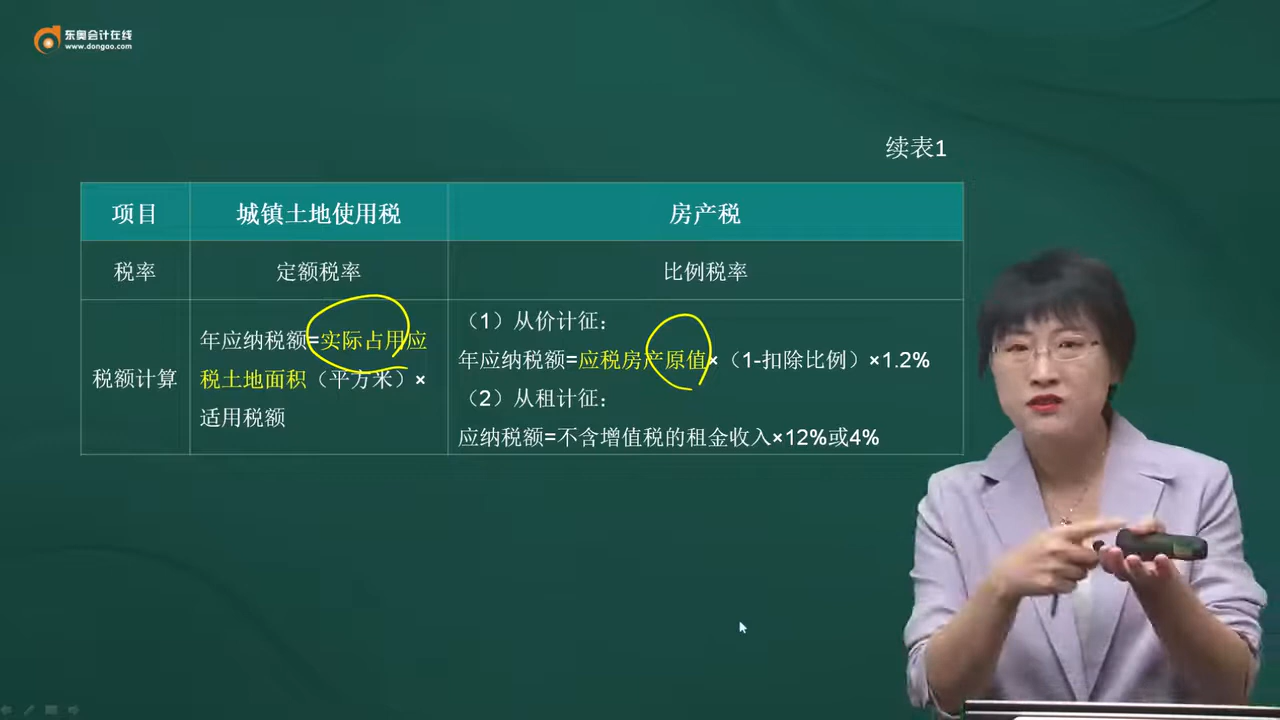 东奥会计在线
www.dongao.com
续表1
项目
城镇土地使用税
房产税
税率
定额税率
比例税率
税额计算
年应纳税额=实际占用应
税土地面积（平方米）×
适用税额
（1）从价计征：
年应纳税额=应税房产原值×（1-扣除比例）×1.2%
（2）从租计征：
应纳税额=不含增值税的租金收入×12%或4%